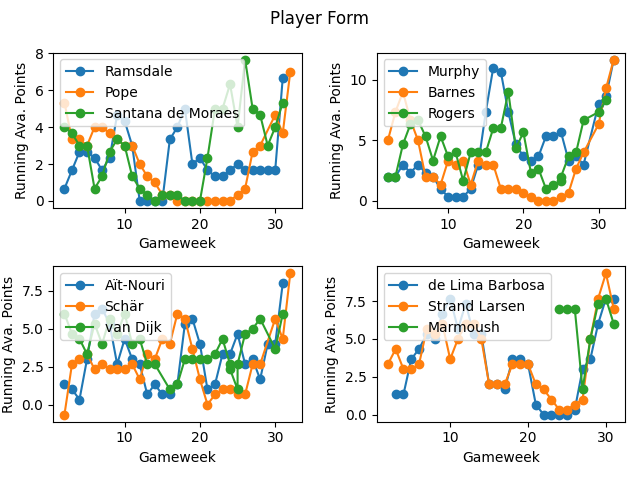 Player Form
Running Ava. Points
8
6
4
2
0
Ramsdale
Pope
Santana de Moraes
10
20
30
Gameweek
Running Ava. Points
10
5
0
Murphy
Barnes
Rogers
10
20
30
Gameweek
Running Ava. Points
7.5
5.0
2.5
0.0
Aït-Nouri
Schär
van Dijk
10
20
30
Gameweek
Running Ava. Points
7.5
5.0
2.5
0.0
de Lima Barbosa
Strand Larsen
Marmoush
10
20
30
Gameweek